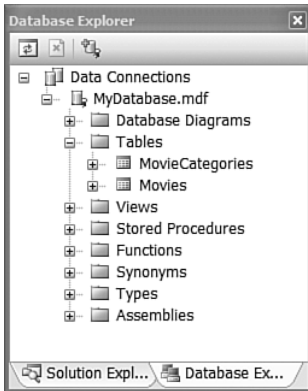 Database Explorer
Data Connections
MyDatabase.mdf
Database Diagrams
Tables
MovieCategories
Movies
Views
Stored Procedures
Functions
Synonyms
Types
Assemblies
Solution Expl... Database Ex...